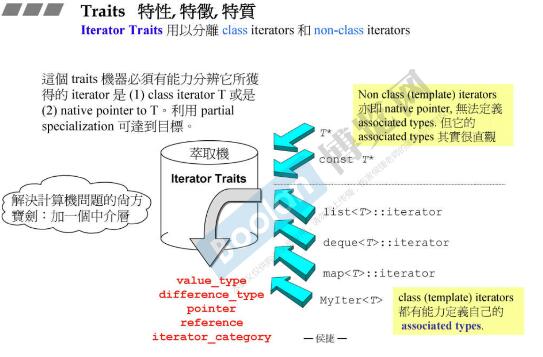 Traits 特性, 特徵, 特質
Iterator Traits 用以分離 class iterators 和 non-class iterators
這個 traits 機器必須有能力分辨它所獲
得的 iterator 是 (1) class iterator T 或是
(2) native pointer to T。利用 partial
specialization 可達到目標。
Non class (template) iterators
亦即 native pointer, 無法定義
associated types. 但它的
associated types 其實很直觀
T*
const T*
萃取機
Iterator Traits
解決計算機問題的尚方
寶劍：加一個中介層
list<T>::iterator
deque<T>::iterator
map<T>::iterator
MyIter<T>
value_type
difference_type
pointer
reference
iterator_category
class (template) iterators
都有能力定義自己的
associated types.
—侯捷—
Boolan 博覽網